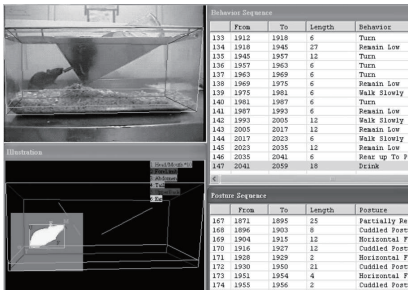 Behavior Sequence
From To Length Behavior
133 1912 1918 6 Turn
134 1918 1945 27 Remain Low
135 1945 1957 12 Turn
136 1957 1963 6 Turn
137 1963 1969 6 Turn
138 1969 1975 6 Remain Low
139 1975 1981 6 Walk Slowly
140 1981 1987 6 Turn
141 1987 1993 6 Remain Low
142 1993 2005 12 Walk Slowly
143 2005 2017 12 Remain Low
144 2017 2023 6 Walk Slowly
145 2023 2035 12 Remain Low
146 2035 2041 6 Rear up To P
147 2041 2059 18 Drink
Illustration
Abdomen
Tail
6 Ear
Posture Sequence
From To Length Posture
167 1871 1895 25 Partially Re
168 1896 1903 8 Cuddled Post
169 1904 1915 12 Horizontal F
170 1916 1927 12 Cuddled Post
171 1928 1929 2 Horizontal F
172 1930 1950 21 Cuddled Post
173 1951 1954 4 Horizontal F
174 1955 1956 2 Cuddled Post